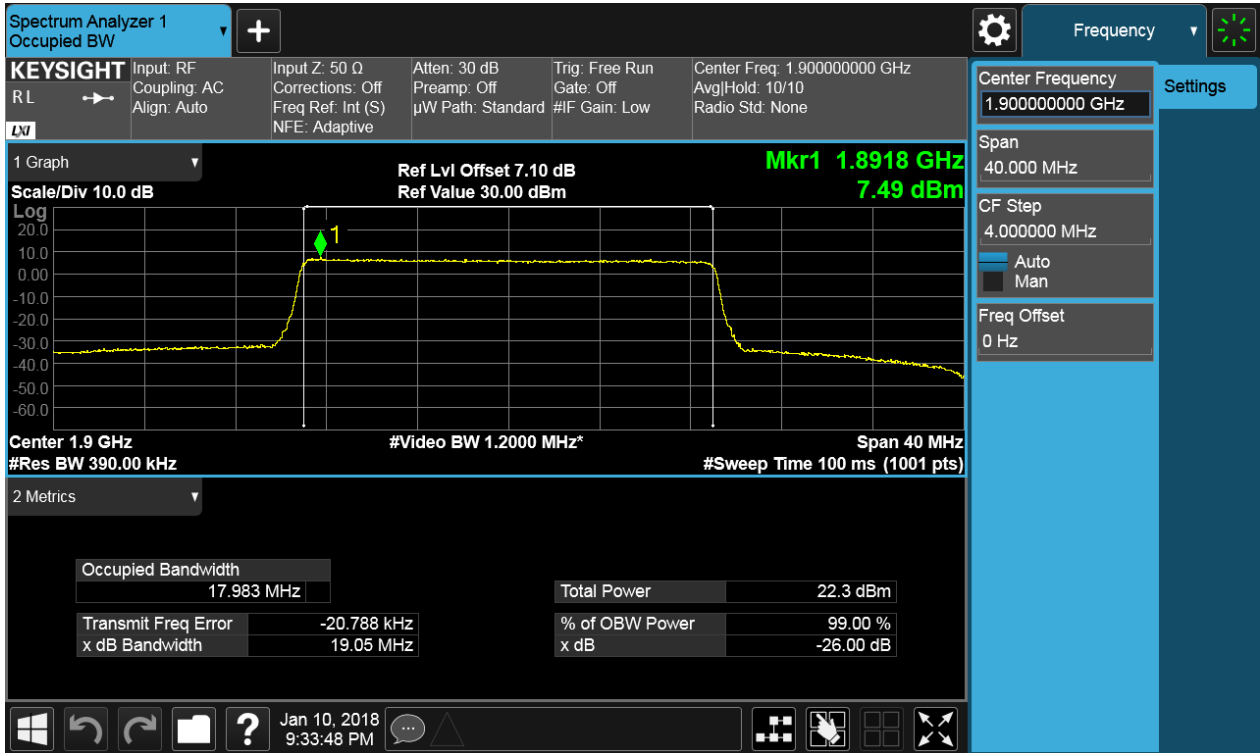 Spectrum Analyzer 1
Occupied BW
+
Frequency
KEYSIGHT
RL
LXI
Input: RF
Coupling: AC
Align: Auto
Input Z: 50 Ω
Corrections: Off
Freq Ref: Int (S)
NFE: Adaptive
Atten: 30 dB
Preamp: Off
µW Path: Standard
Trig: Free Run
Gate: Off
#IF Gain: Low
Center Freq: 1.900000000 GHz
Avg|Hold: 10/10
Radio Std: None
Center Frequency
1.900000000 GHz
Settings
Span
40.000 MHz
CF Step
4.000000 MHz
Auto
Man
Freq Offset
0 Hz
1 Graph
Scale/Div 10.0 dB
Ref Lvl Offset 7.10 dB
Ref Value 30.00 dBm
Mkr1 1.8918 GHz
7.49 dBm
Log
20.0
10.0
0.00
-10.0
-20.0
-30.0
-40.0
-50.0
-60.0
1
Center 1.9 GHz
#Video BW 1.2000 MHz*
Span 40 MHz
#Res BW 390.00 kHz
#Sweep Time 100 ms (1001 pts)
2 Metrics
Occupied Bandwidth
17.983 MHz
Total Power 22.3 dBm
Transmit Freq Error -20.788 kHz
% of OBW Power 99.00 %
x dB Bandwidth 19.05 MHz
x dB -26.00 dB
?
Jan 10, 2018
9:33:48 PM